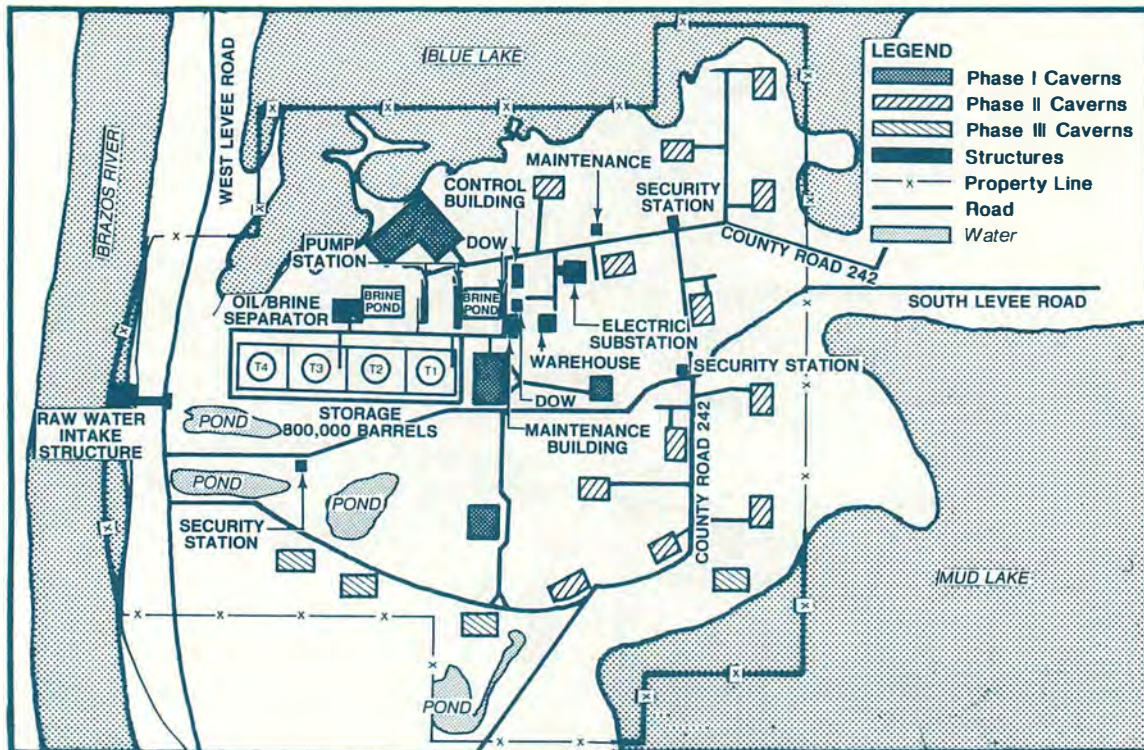 BLUE LAKE
WEST LEVEE ROAD
BRAZOS RIVER
LEGEND
Phase I Caverns
Phase II Caverns
Phase III Caverns
Structures
x Property Line
Road
Water
MAINTENANCE
CONTROL
BUILDING
SECURITY
STATION
PUMP
STATION
DOW
COUNTY ROAD 242
OIL/BRINE
SEPARATOR
BRINE
POND
BRINE
POND
SOUTH LEVEE ROAD
ELECTRIC
SUBSTATION
WAREHOUSE
SECURITY STATION
T4
T3
T2
T1
DOW
STORAGE
800,000 BARRELS
MAINTENANCE
BUILDING
RAW WATER
INTAKE
STRUCTURE
POND
POND
POND
SECURITY
STATION
COUNTY ROAD 242
MUD LAKE
POND